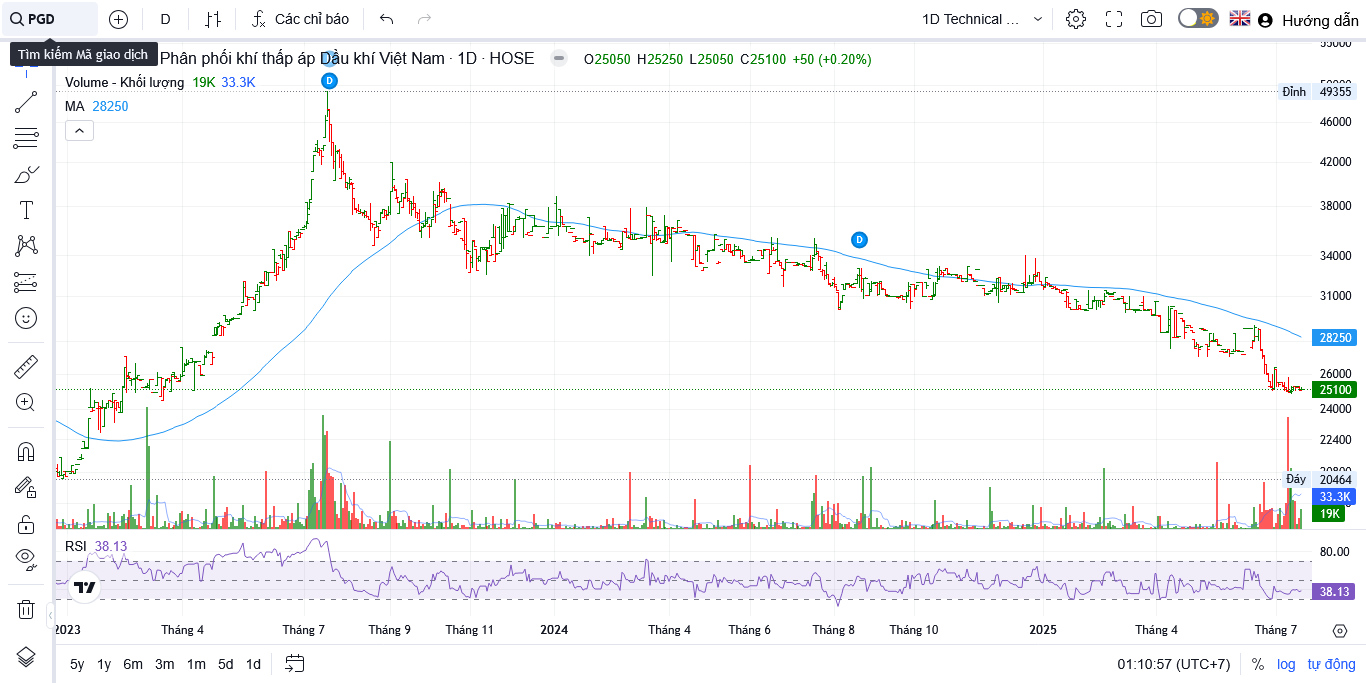 PGD
D
Các chỉ báo
1D Technical ...
Hướng dẫn
Tìm kiếm Mã giao dịch
Phân phối khí thấp áp Dầu khí Việt Nam · 1D · HOSE
O25050 H25250 L25050 C25100 +50 (+0.20%)
Volume - Khối lượng 19K 33.3K
D
MA 28250
D
55000
50000
Đỉnh 49355
46000
42000
38000
34000
31000
28250
26000
25100
24000
22400
20800
Đáy 20464
33.3K
19K
RSI 38.13
80.00
38.13
2023 Tháng 4 Tháng 7 Tháng 9 Tháng 11 2024 Tháng 4 Tháng 6 Tháng 8 Tháng 10 2025 Tháng 4 Tháng 7
5y 1y 6m 3m 1m 5d 1d
01:10:57 (UTC+7) % log tự động